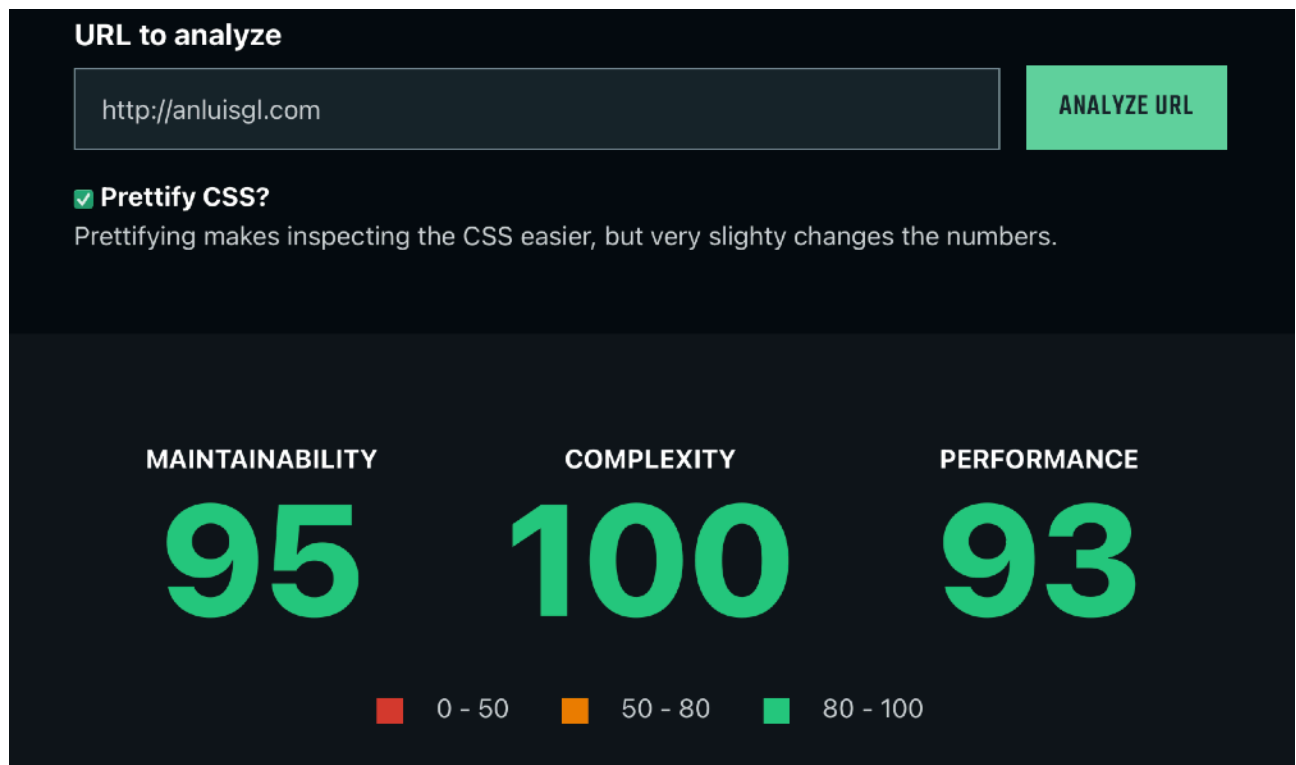 URL to analyze
http://anluisgl.com
ANALYZE URL
Prettify CSS?
Prettifying makes inspecting the CSS easier, but very slighty changes the numbers.
MAINTAINABILITY COMPLEXITY PERFORMANCE
95 100 93
0 - 50 50 - 80 80 - 100